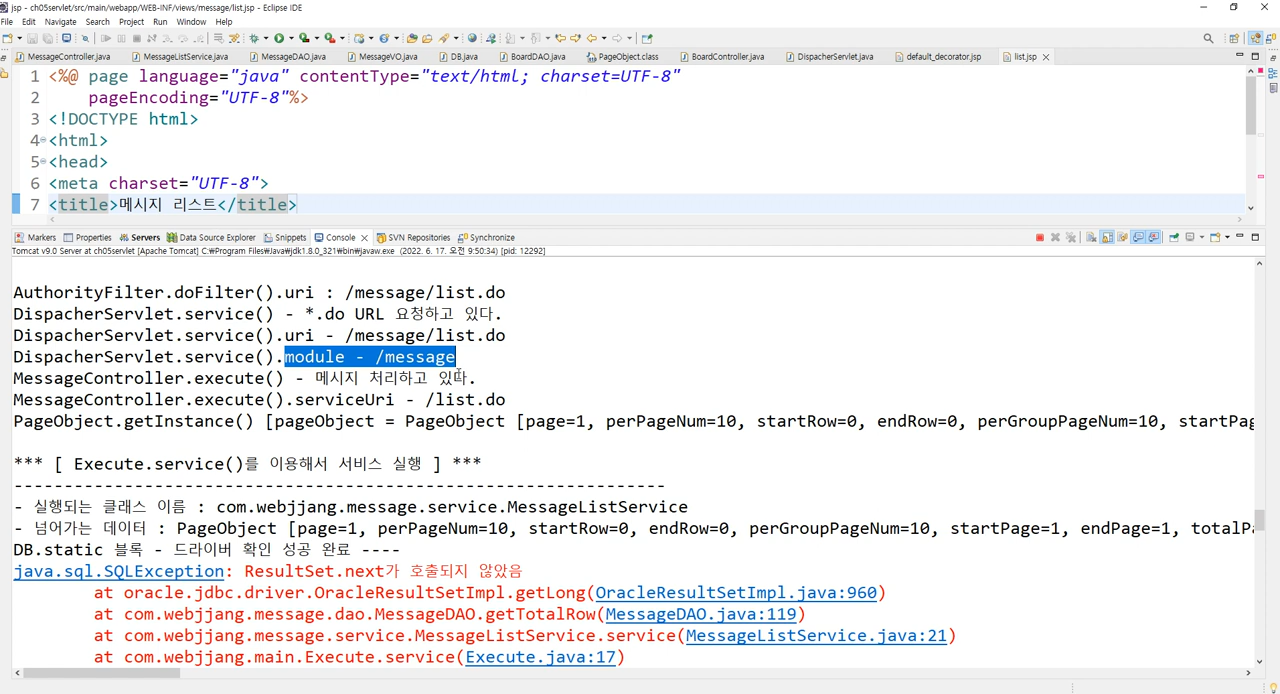 jsp - ch05servlet/src/main/webapp/WEB-INF/views/message/list.jsp - Eclipse IDE
File Edit Navigate Search Project Run Window Help
MessageController.java MessageListService.java MessageDAO.java MessageVO.java DB.java BoardDAO.java PageObject.class BoardController.java DispacherServlet.java default_decorator.jsp list.jsp
1 <%@ page language="java" contentType="text/html; charset=UTF-8"
2 pageEncoding="UTF-8"%>
3 <!DOCTYPE html>
4 <html>
5 <head>
6 <meta charset="UTF-8">
7 <title>메시지 리스트</title>
Markers Properties Servers Data Source Explorer Snippets Console SVN Repositories Synchronize
Tomcat v9.0 Server at ch05servlet [Apache Tomcat] C:₩Program Files₩Java₩jdk1.8.0_321₩bin₩javaw.exe (2022. 6. 17. 오전 9:50:34) [pid: 12292]
AuthorityFilter.doFilter().uri : /message/list.do
DispacherServlet.service() - *.do URL 요청하고 있다.
DispacherServlet.service().uri - /message/list.do
DispacherServlet.service().module - /message
MessageController.execute() - 메시지 처리하고 있다.
MessageController.execute().serviceUri - /list.do
PageObject.getInstance() [pageObject = PageObject [page=1, perPageNum=10, startRow=0, endRow=0, perGroupPageNum=10, startPag
*** [ Execute.service()를 이용해서 서비스 실행 ] ***
-----------------------------------------------------------------
- 실행되는 클래스 이름 : com.webjjang.message.service.MessageListService
- 넘어가는 데이터 : PageObject [page=1, perPageNum=10, startRow=0, endRow=0, perGroupPageNum=10, startPage=1, endPage=1, totalPa
DB.static 블록 - 드라이버 확인 성공 완료 ----
java.sql.SQLException: ResultSet.next가 호출되지 않았음
at oracle.jdbc.driver.OracleResultSetImpl.getLong(OracleResultSetImpl.java:960)
at com.webjjang.message.dao.MessageDAO.getTotalRow(MessageDAO.java:119)
at com.webjjang.message.service.MessageListService.service(MessageListService.java:21)
at com.webjjang.main.Execute.service(Execute.java:17)